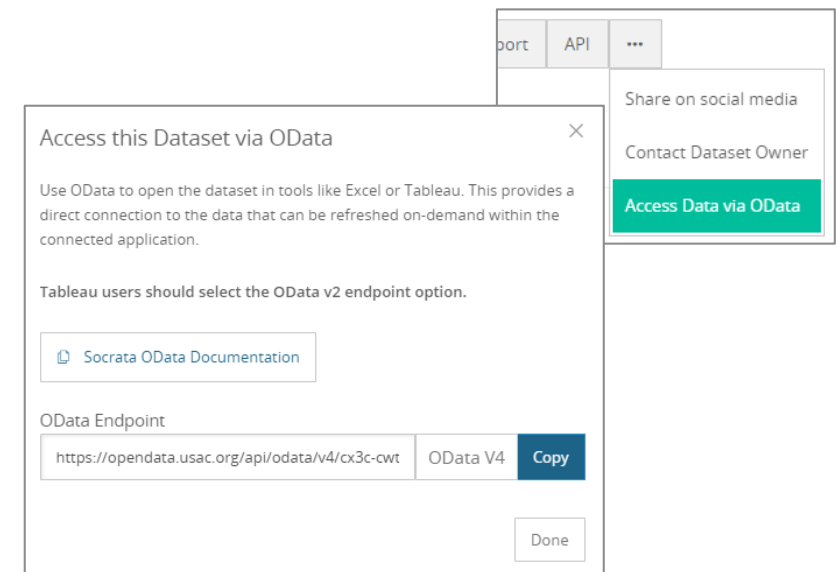 port API ...
Share on social media
Contact Dataset Owner
Access Data via OData
Access this Dataset via OData
Use OData to open the dataset in tools like Excel or Tableau. This provides a
direct connection to the data that can be refreshed on-demand within the
connected application.
Tableau users should select the OData v2 endpoint option.
Socrata OData Documentation
OData Endpoint
https://opendata.usac.org/api/odata/v4/cx3c-cwt OData V4 Copy
Done